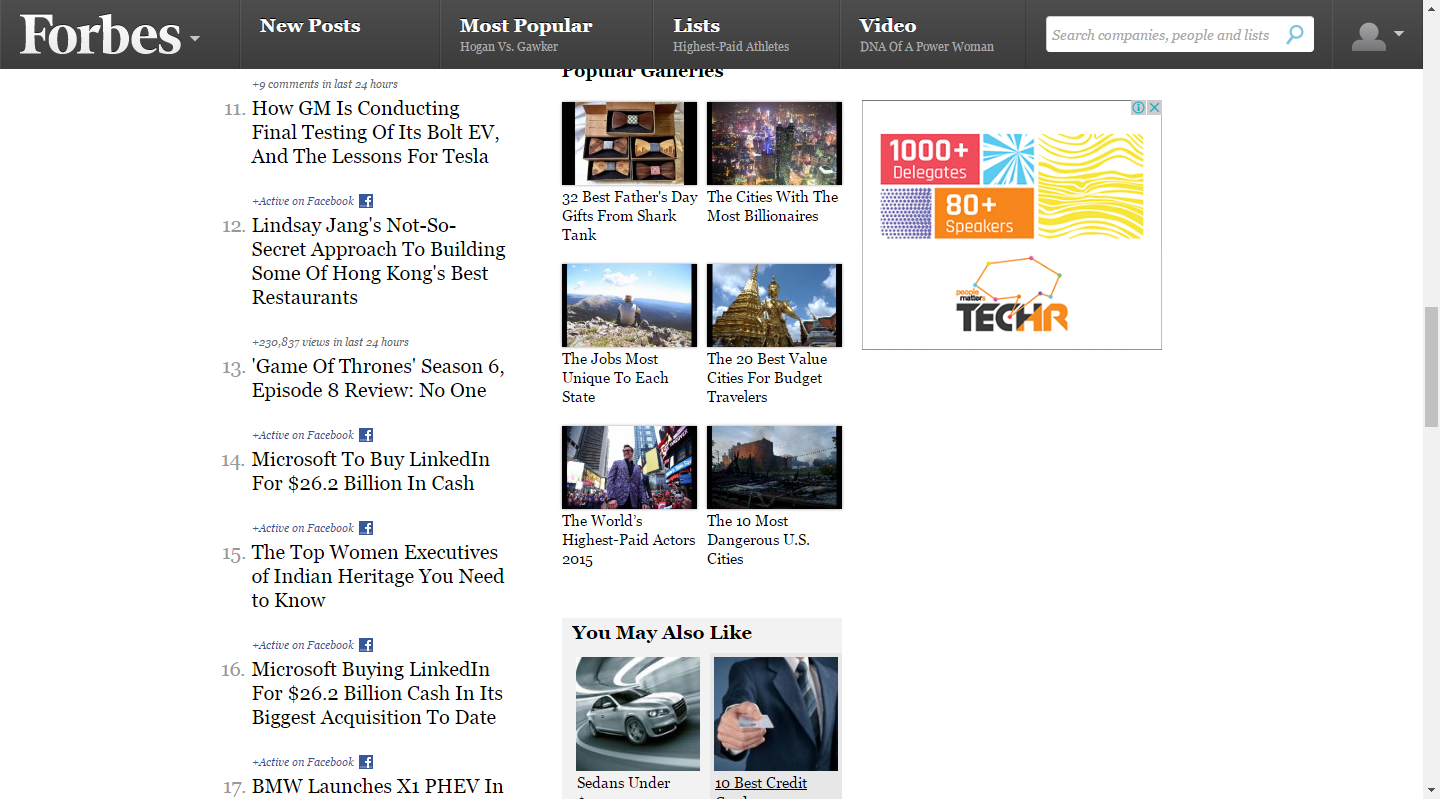 Forbes
New Posts
Most Popular
Hogan Vs. Gawker
Lists
Highest-Paid Athletes
Video
DNA Of A Power Woman
Search companies, people and lists
+9 comments in last 24 hours
11. How GM Is Conducting
Final Testing Of Its Bolt EV,
And The Lessons For Tesla
+Active on Facebook
12. Lindsay Jang's Not-So-
Secret Approach To Building
Some Of Hong Kong's Best
Restaurants
+230,837 views in last 24 hours
13. 'Game Of Thrones' Season 6,
Episode 8 Review: No One
+Active on Facebook
14. Microsoft To Buy LinkedIn
For $26.2 Billion In Cash
+Active on Facebook
15. The Top Women Executives
of Indian Heritage You Need
to Know
+Active on Facebook
16. Microsoft Buying LinkedIn
For $26.2 Billion Cash In Its
Biggest Acquisition To Date
+Active on Facebook
17. BMW Launches X1 PHEV In
Popular Galleries
32 Best Father's Day
Gifts From Shark
Tank
The Cities With The
Most Billionaires
The Jobs Most
Unique To Each
State
The 20 Best Value
Cities For Budget
Travelers
The World’s
Highest-Paid Actors
2015
The 10 Most
Dangerous U.S.
Cities
You May Also Like
Sedans Under
10 Best Credit
1000+
Delegates
80+
Speakers
people
matters
TECHR